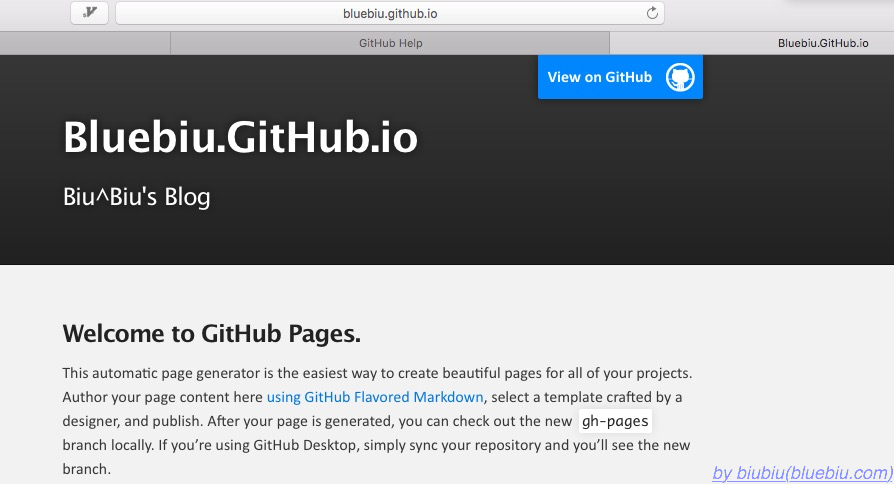 bluebiu.github.io
GitHub Help
Bluebiu.GitHub.io
View on GitHub
Bluebiu.GitHub.io
Biu^Biu's Blog
Welcome to GitHub Pages.
This automatic page generator is the easiest way to create beautiful pages for all of your projects.
Author your page content here using GitHub Flavored Markdown, select a template crafted by a
designer, and publish. After your page is generated, you can check out the new gh-pages
branch locally. If you’re using GitHub Desktop, simply sync your repository and you’ll see the new
branch.
by biubiu(bluebiu.com)